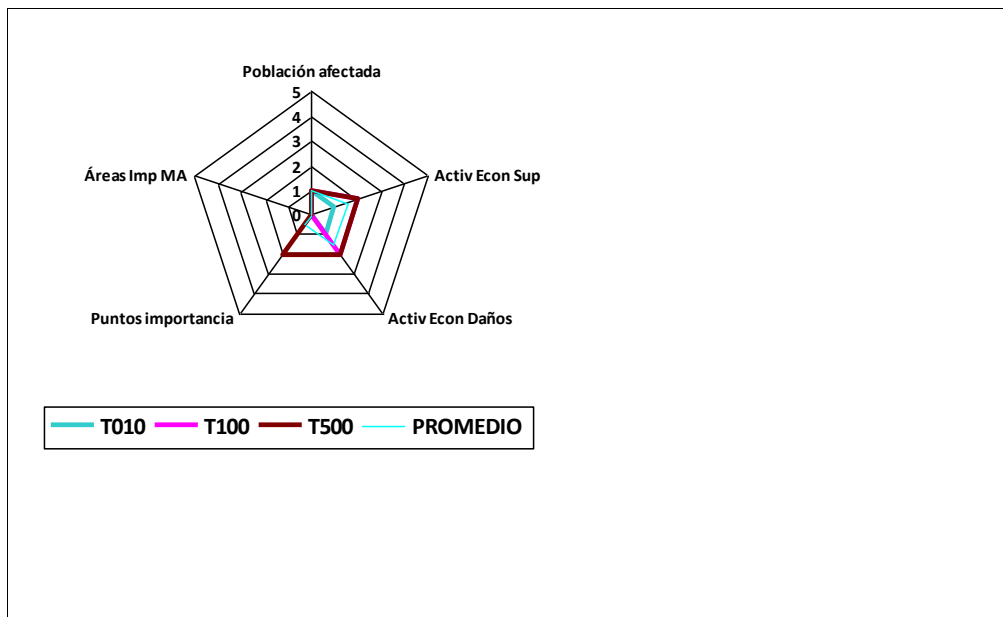 Población afectada
5
4
3
2
1
0
Áreas Imp MA
Activ Econ Sup
Puntos importancia
Activ Econ Daños
T010 T100 T500 PROMEDIO